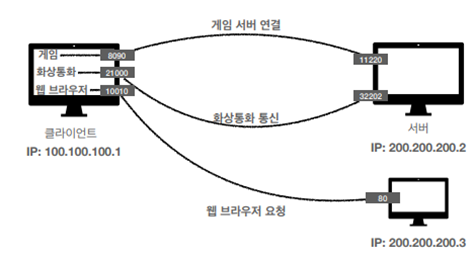 게임 서버 연결
게임 8090
화상통화 21000
웹 브라우저 10010
11220
32202
화상통화 통신
클라이언트
IP: 100.100.100.1
서버
IP: 200.200.200.2
웹 브라우저 요청
80
IP: 200.200.200.3